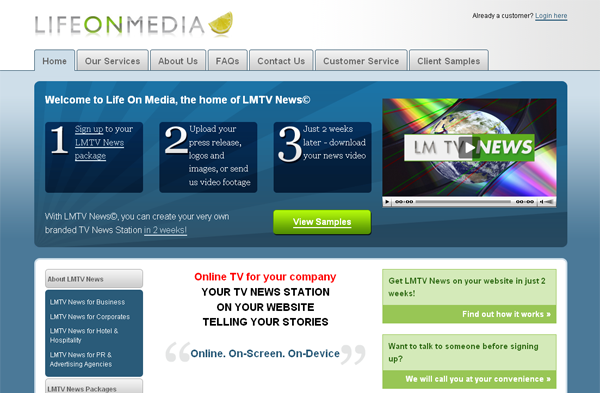 LIFEONMEDIA
Already a customer? Login here
Home
Our Services
About Us
FAQs
Contact Us
Customer Service
Client Samples
Welcome to Life On Media, the home of LMTV News©
1
Sign up to your
LMTV News
package
2
Upload your
press release,
logos and
images, or send
us video footage
3
Just 2 weeks
later - download
your news video
LM TV NEWS
00:00
00:00
With LMTV News©, you can create your very own
branded TV News Station in 2 weeks!
View Samples
About LMTV News
LMTV News for Business
LMTV News for Corporates
LMTV News for Hotel &
Hospitality
LMTV News for PR &
Advertising Agencies
LMTV News Packages
Online TV for your company
YOUR TV NEWS STATION
ON YOUR WEBSITE
TELLING YOUR STORIES
“Online. On-Screen. On-Device”
Get LMTV News on your website in just 2
weeks!
Find out how it works »
Want to talk to someone before signing
up?
We will call you at your convenience »